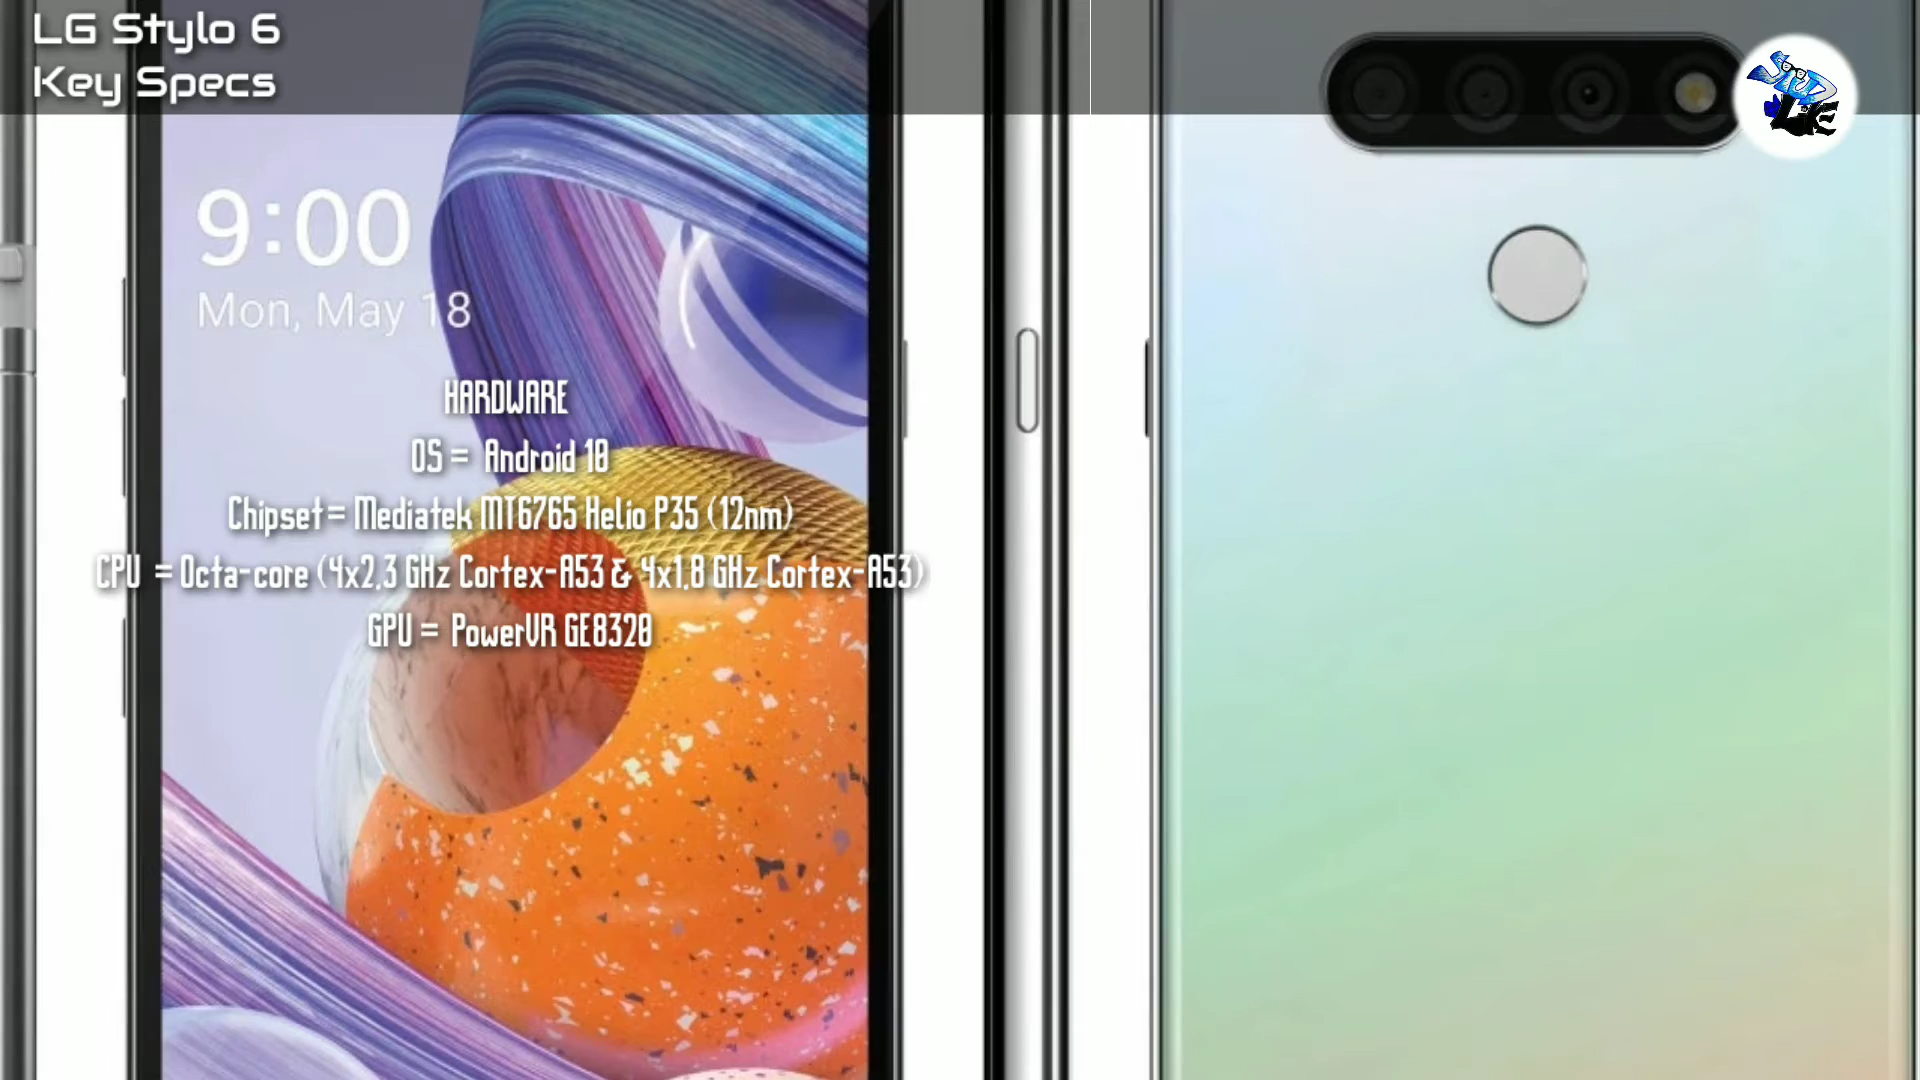 LG Stylo 6
Key Specs
9:00
Mon, May 18
HARDWARE
OS = Android 10
Chipset = Mediatek MT6765 Helio P35 (12nm)
CPU = Octa-core (4x2.3 GHz Cortex-A53 & 4x1.8 GHz Cortex-A53)
GPU = PowerVR GE8320